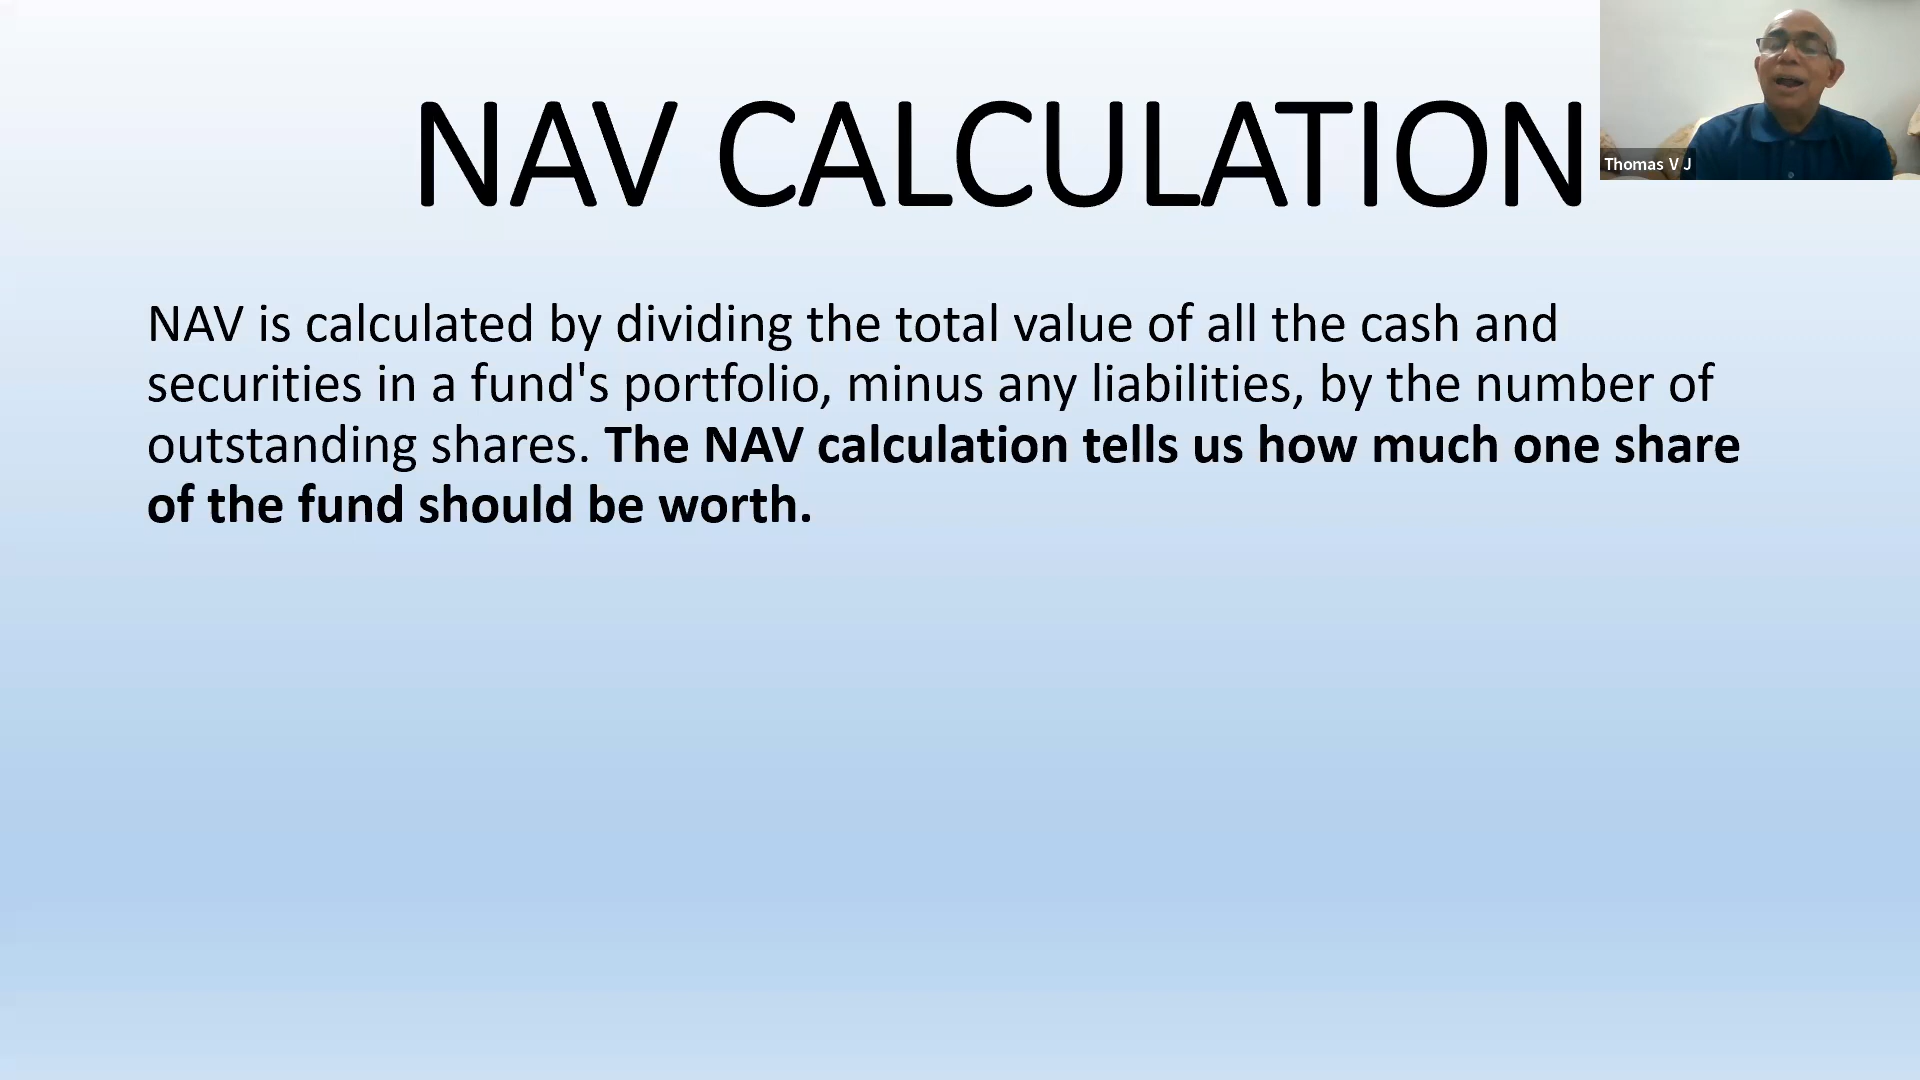 NAV CALCULATION
Thomas V J
NAV is calculated by dividing the total value of all the cash and
securities in a fund's portfolio, minus any liabilities, by the number of
outstanding shares. The NAV calculation tells us how much one share
of the fund should be worth.